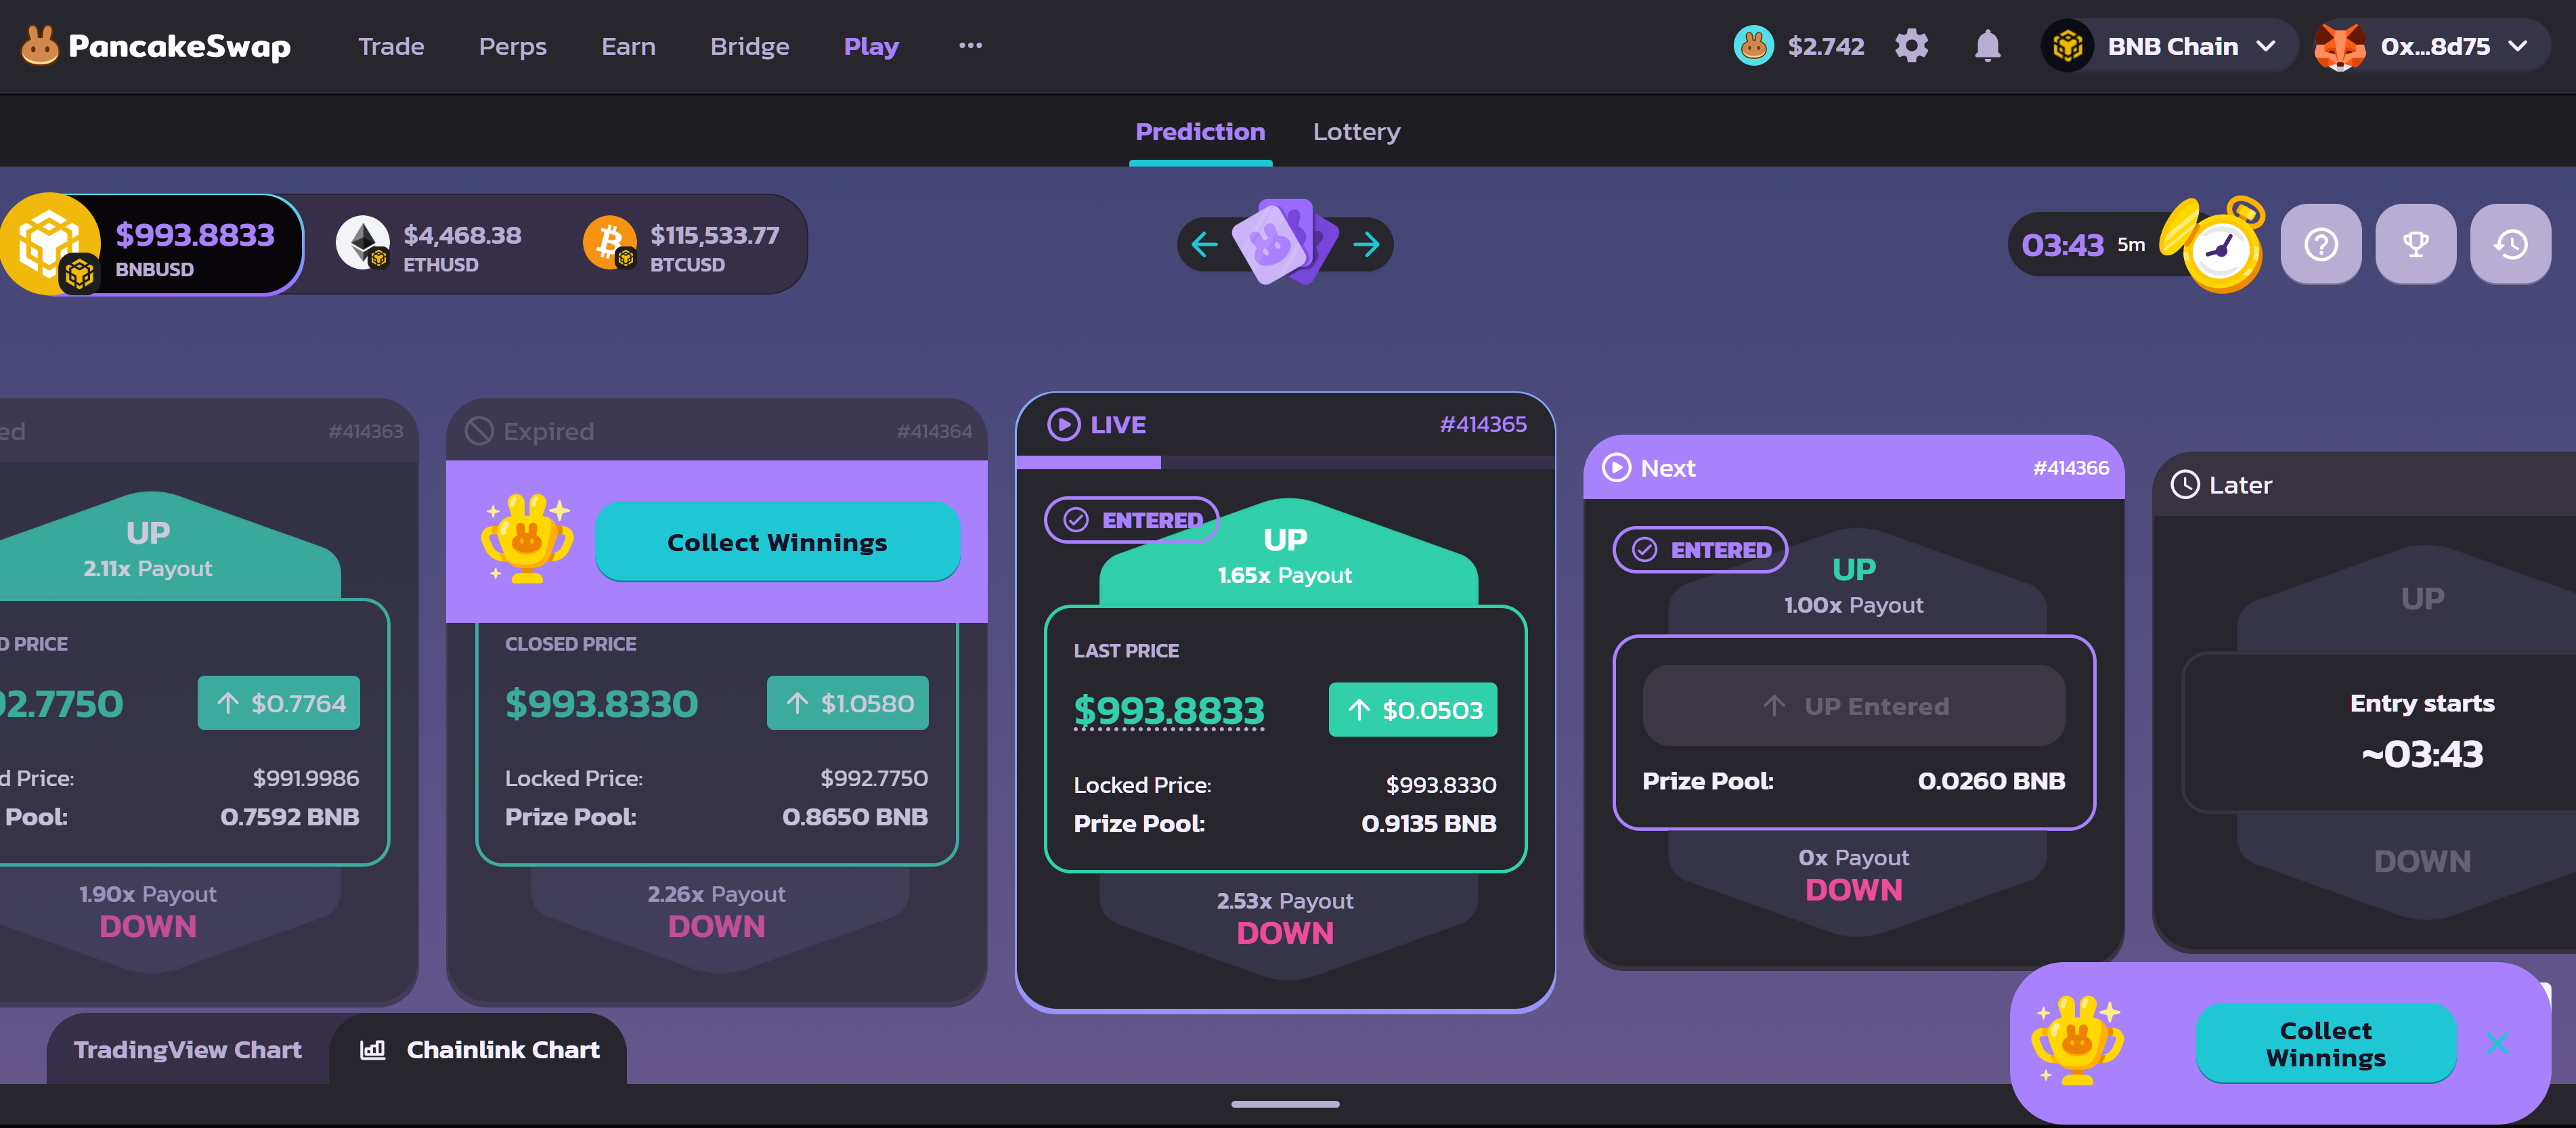 PancakeSwap Trade Perps Earn Bridge Play $2.742 BNB Chain 0x...8d75
Prediction Lottery
$993.8833
BNBUSD
$4,468.38
ETHUSD
$115,533.77
BTCUSD
03:43 5m
ed #414363
UP
2.11x Payout
D PRICE
92.7750 $0.7764
d Price: $991.9986
Pool: 0.7592 BNB
1.90x Payout
DOWN
Expired #414364
Collect Winnings
CLOSED PRICE
$993.8330 $1.0580
Locked Price: $992.7750
Prize Pool: 0.8650 BNB
2.26x Payout
DOWN
LIVE #414365
ENTERED
UP
1.65x Payout
LAST PRICE
$993.8833 $0.0503
Locked Price: $993.8330
Prize Pool: 0.9135 BNB
2.53x Payout
DOWN
Next #414366
ENTERED
UP
1.00x Payout
UP Entered
Prize Pool: 0.0260 BNB
0x Payout
DOWN
Later
UP
Entry starts
~03:43
DOWN
TradingView Chart Chainlink Chart
Collect
Winnings